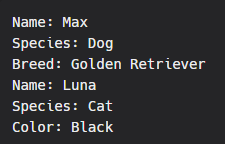 Name: Max
Species: Dog
Breed: Golden Retriever
Name: Luna
Species: Cat
Color: Black